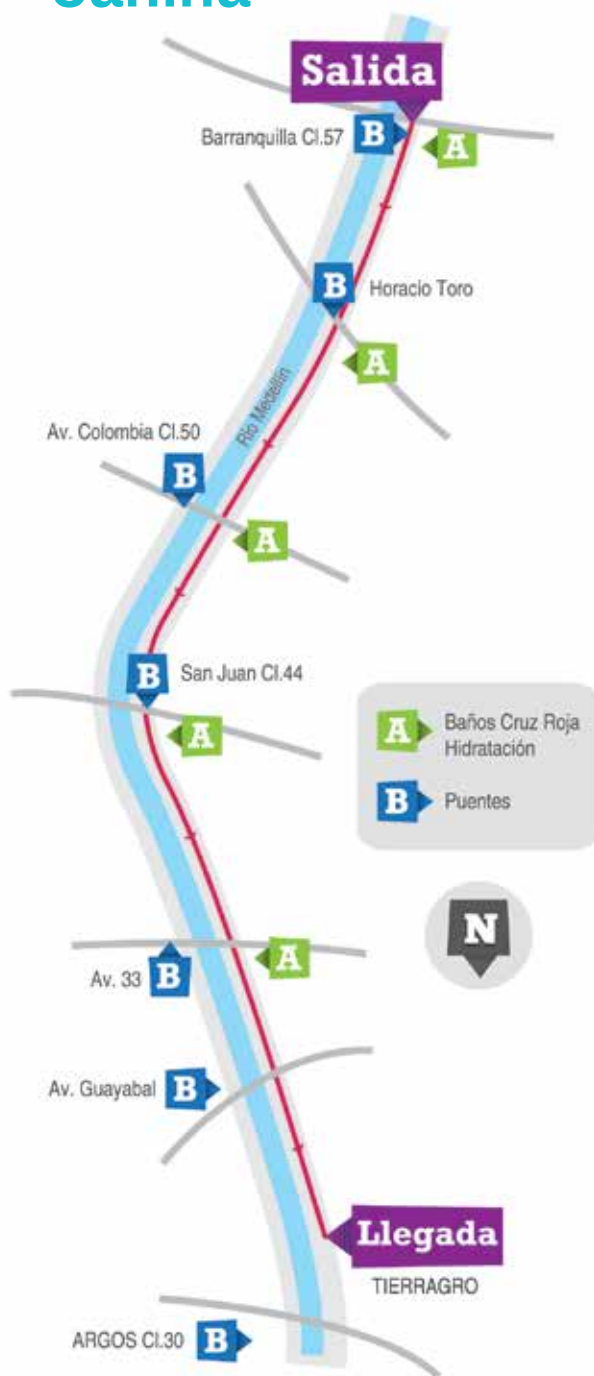 Salida
Barranquilla Cl.57
B
A
B
Horacio Toro
A
Río Medellín
Av. Colombia Cl.50
B
A
B
San Juan Cl.44
A
A
Baños Cruz Roja
Hidratación
B
Puentes
N
Av. 33
B
A
Av. Guayabal
B
Llegada
TIERRAGRO
ARGOS Cl.30
B